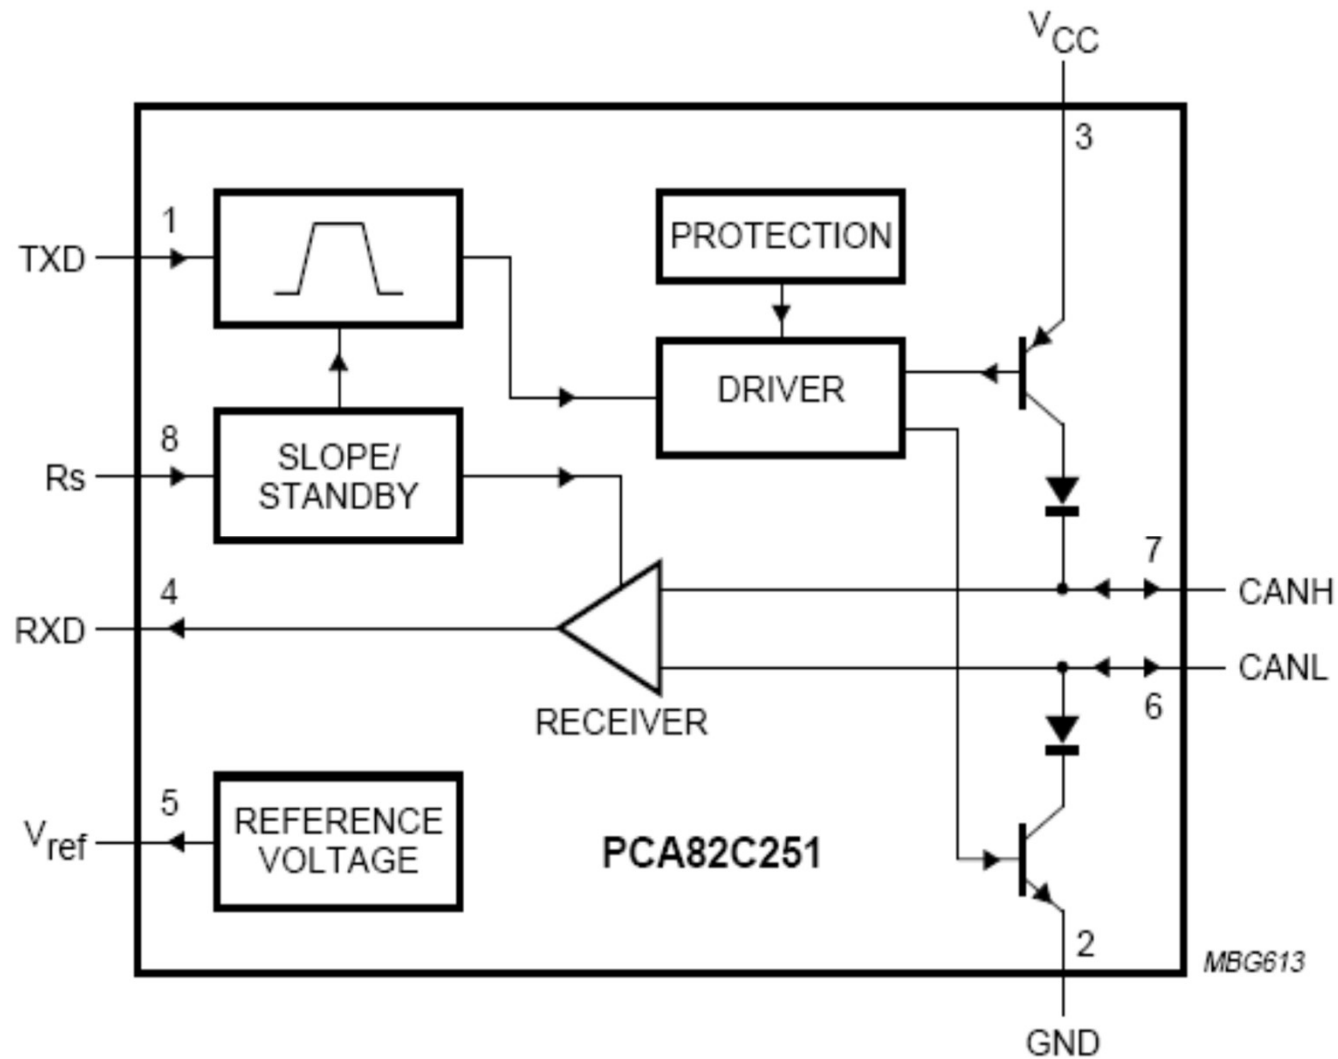 VCC
3
1
TXD
PROTECTION
DRIVER
8
Rs
SLOPE/
STANDBY
7
CANH
4
RXD
CANL
6
RECEIVER
5
Vref
REFERENCE
VOLTAGE
PCA82C251
2
MBG613
GND